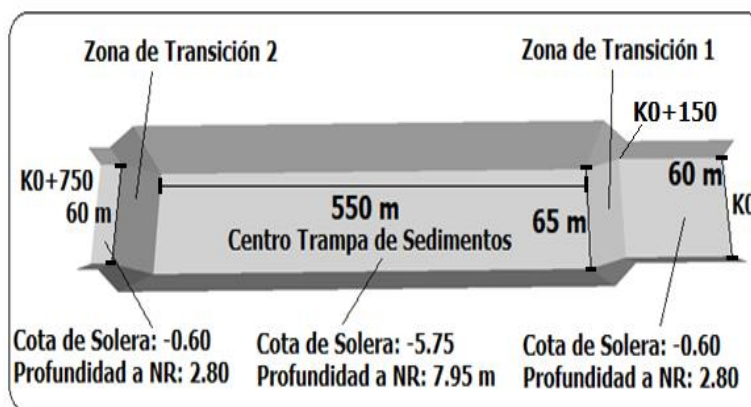 Zona de Transición 2
Zona de Transición 1
K0+150
K0+750
60 m
60 m
K0
550 m
65 m
Centro Trampa de Sedimentos
Cota de Solera: -0.60
Profundidad a NR: 2.80
Cota de Solera: -5.75
Profundidad a NR: 7.95 m
Cota de Solera: -0.60
Profundidad a NR: 2.80